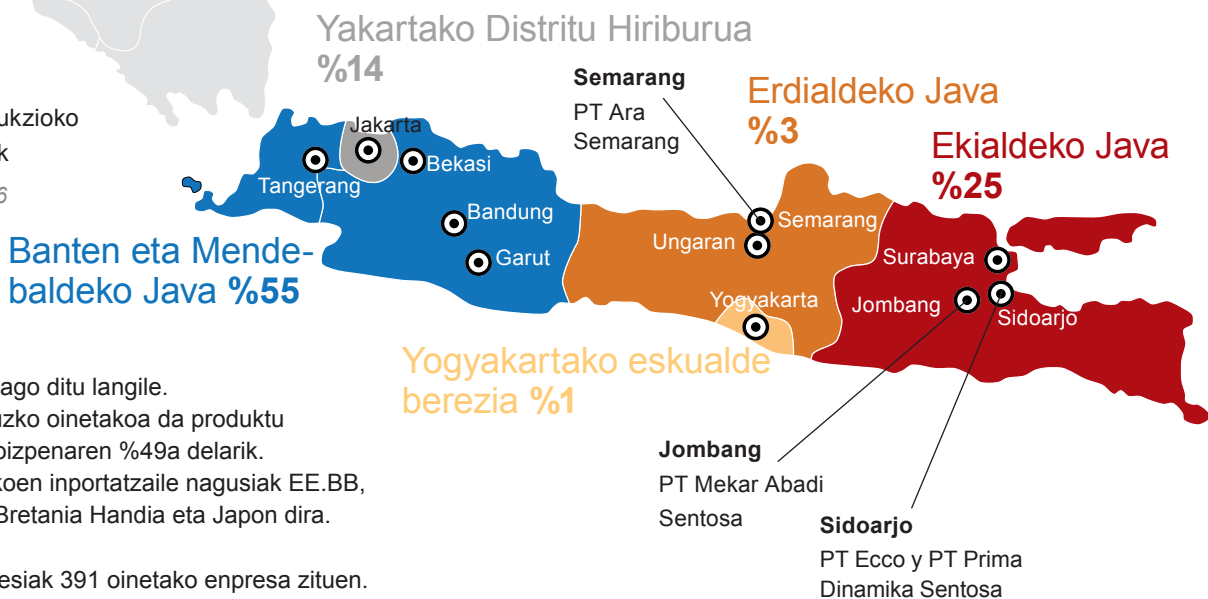 Yakartako Distritu Hiriburua
%14
ukzioko
k
6
Semarang
PT Ara
Semarang
Erdialdeko Java
%3
Ekialdeko Java
%25
Jakarta
Tangerang
Bekasi
Bandung
Garut
Banten eta Mende-
baldeko Java %55
Semarang
Ungaran
Yogyakarta
Surabaya
Jombang
Sidoarjo
Yogyakartako eskualde
berezia %1
ago ditu langile.
uzko oinetakoa da produktu
oizpenaren %49a delarik.
koen inportatzaile nagusiak EE.BB,
Bretania Handia eta Japon dira.
esiak 391 oinetako enpresa zituen.
Jombang
PT Mekar Abadi
Sentosa
Sidoarjo
PT Ecco y PT Prima
Dinamika Sentosa